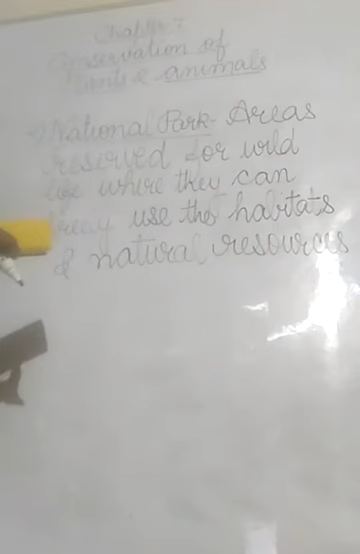 Chapter-7
Conservation of
Plants & animals
National Park- Areas
reserved for wild
life where they can
freely use the habitats
& natural resources